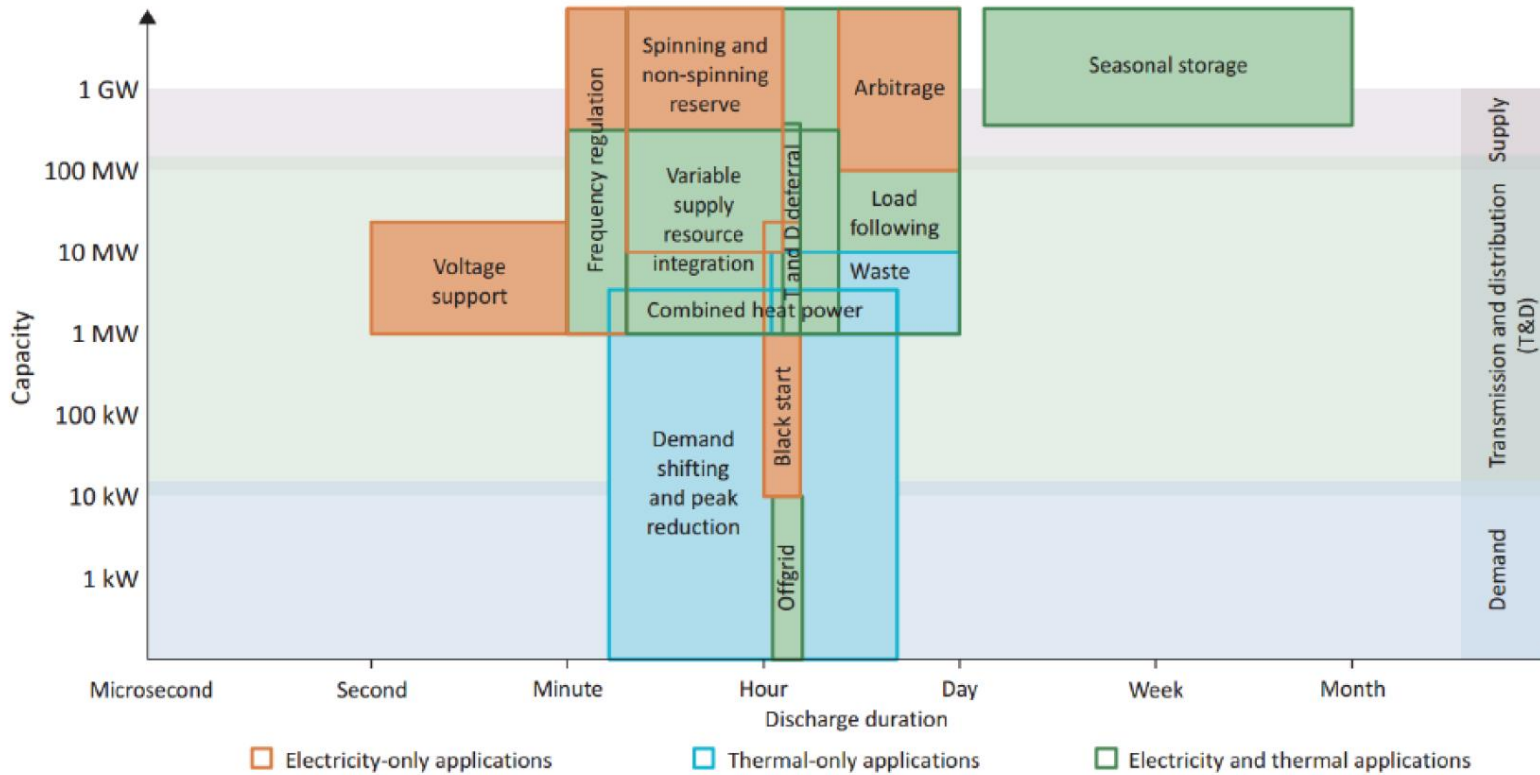 Spinning and
non-spinning
reserve
Frequency regulation
Arbitrage
Seasonal storage
Variable
supply
resource
integration
T and D deferral
Load
following
Voltage
support
Waste
Combined heat power
Demand
shifting
and peak
reduction
Black start
Offgrid
Capacity
1 GW
100 MW
10 MW
1 MW
100 kW
10 kW
1 kW
Supply
Transmission and distribution
(T&D)
Demand
Microsecond
Second
Minute
Hour
Day
Week
Month
Discharge duration
Electricity-only applications
Thermal-only applications
Electricity and thermal applications